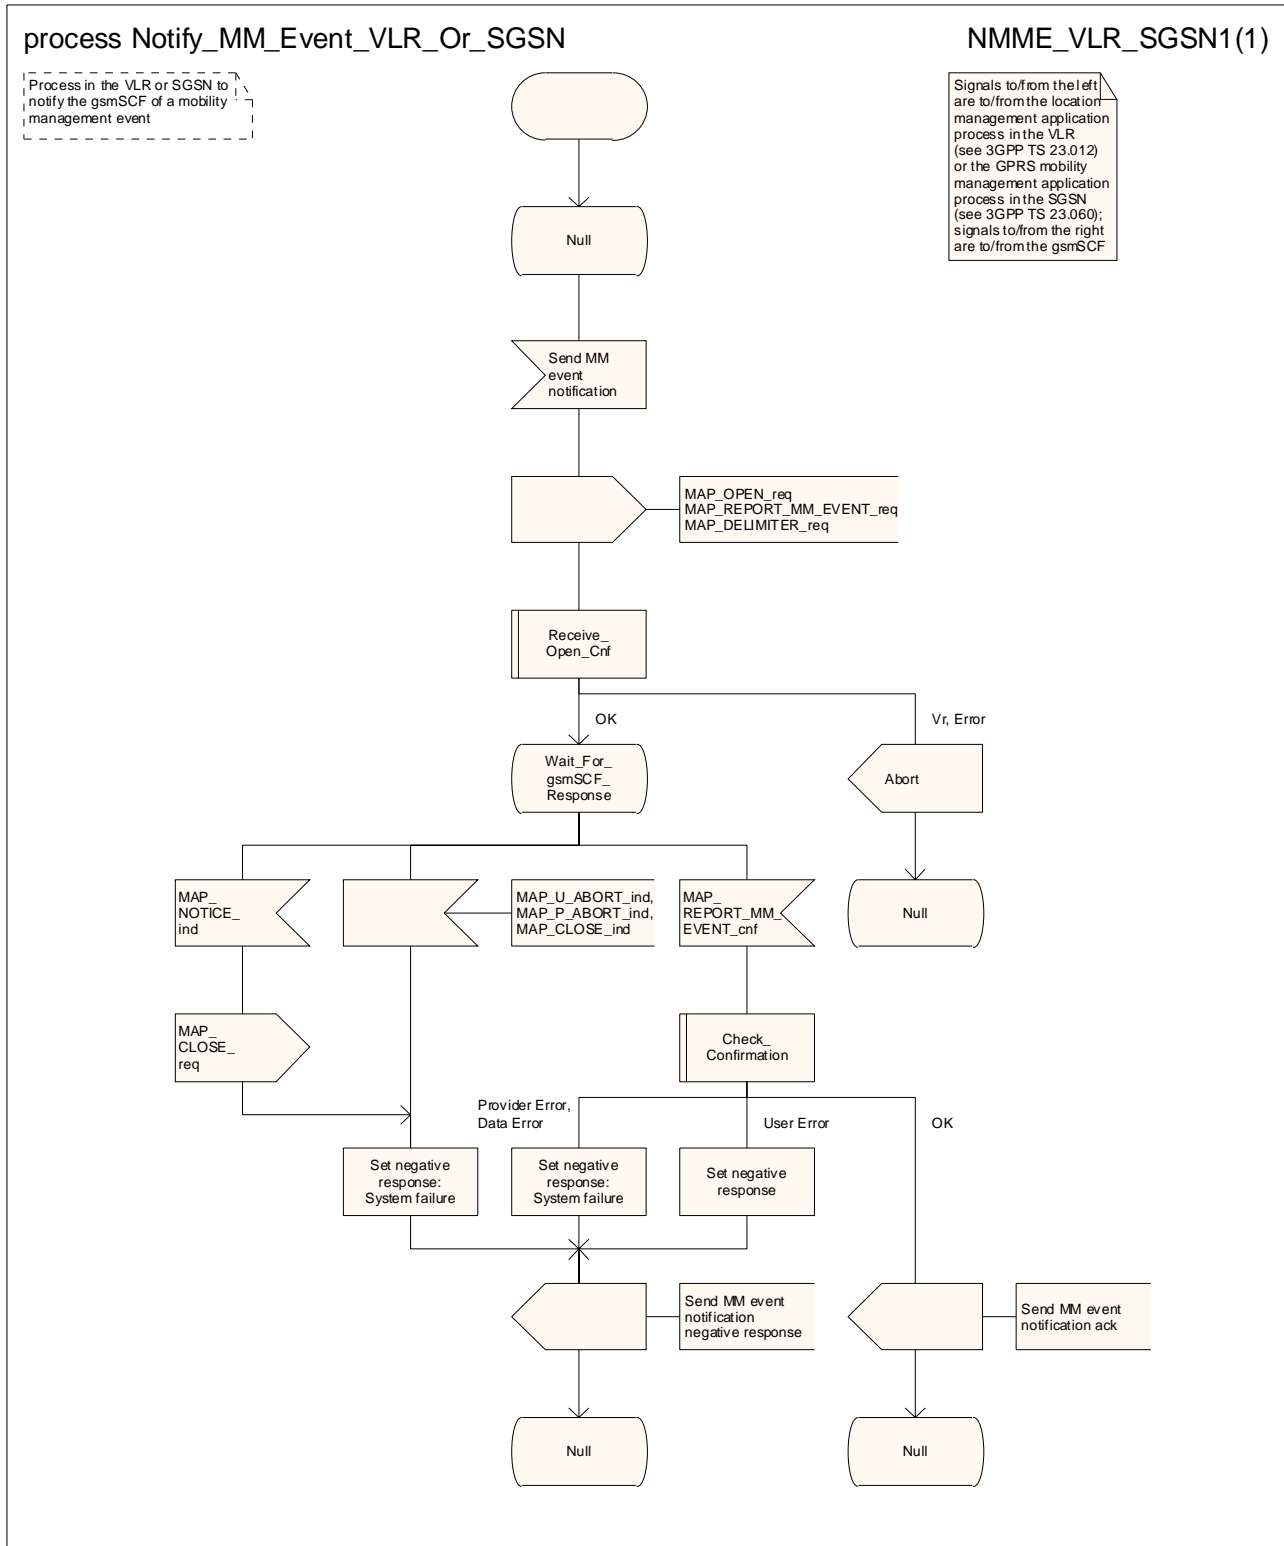 process Notify_MM_Event_VLR_Or_SGSN
NMME_VLR_SGSN1(1)
Process in the VLR or SGSN to
notify the gsmSCF of a mobility
management event
Signals to/from the left
are to/from the location
management application
process in the VLR
(see 3GPP TS 23.012)
or the GPRS mobility
management application
process in the SGSN
(see 3GPP TS 23.060);
signals to/from the right
are to/from the gsmSCF
Null
Send MM
event
notification
MAP_OPEN_req
MAP_REPORT_MM_EVENT_req
MAP_DELIMITER_req
Receive_
Open_Cnf
OK
Vr, Error
Wait_For_
gsmSCF_
Response
Abort
MAP_
NOTICE_
ind
MAP_U_ABORT_ind,
MAP_P_ABORT_ind,
MAP_CLOSE_ind
MAP_
REPORT_MM_
EVENT_cnf
Null
MAP_
CLOSE_
req
Check_
Confirmation
Provider Error,
Data Error
User Error
OK
Set negative
response:
System failure
Set negative
response:
System failure
Set negative
response
Send MM event
notification
negative response
Send MM event
notification ack
Null
Null